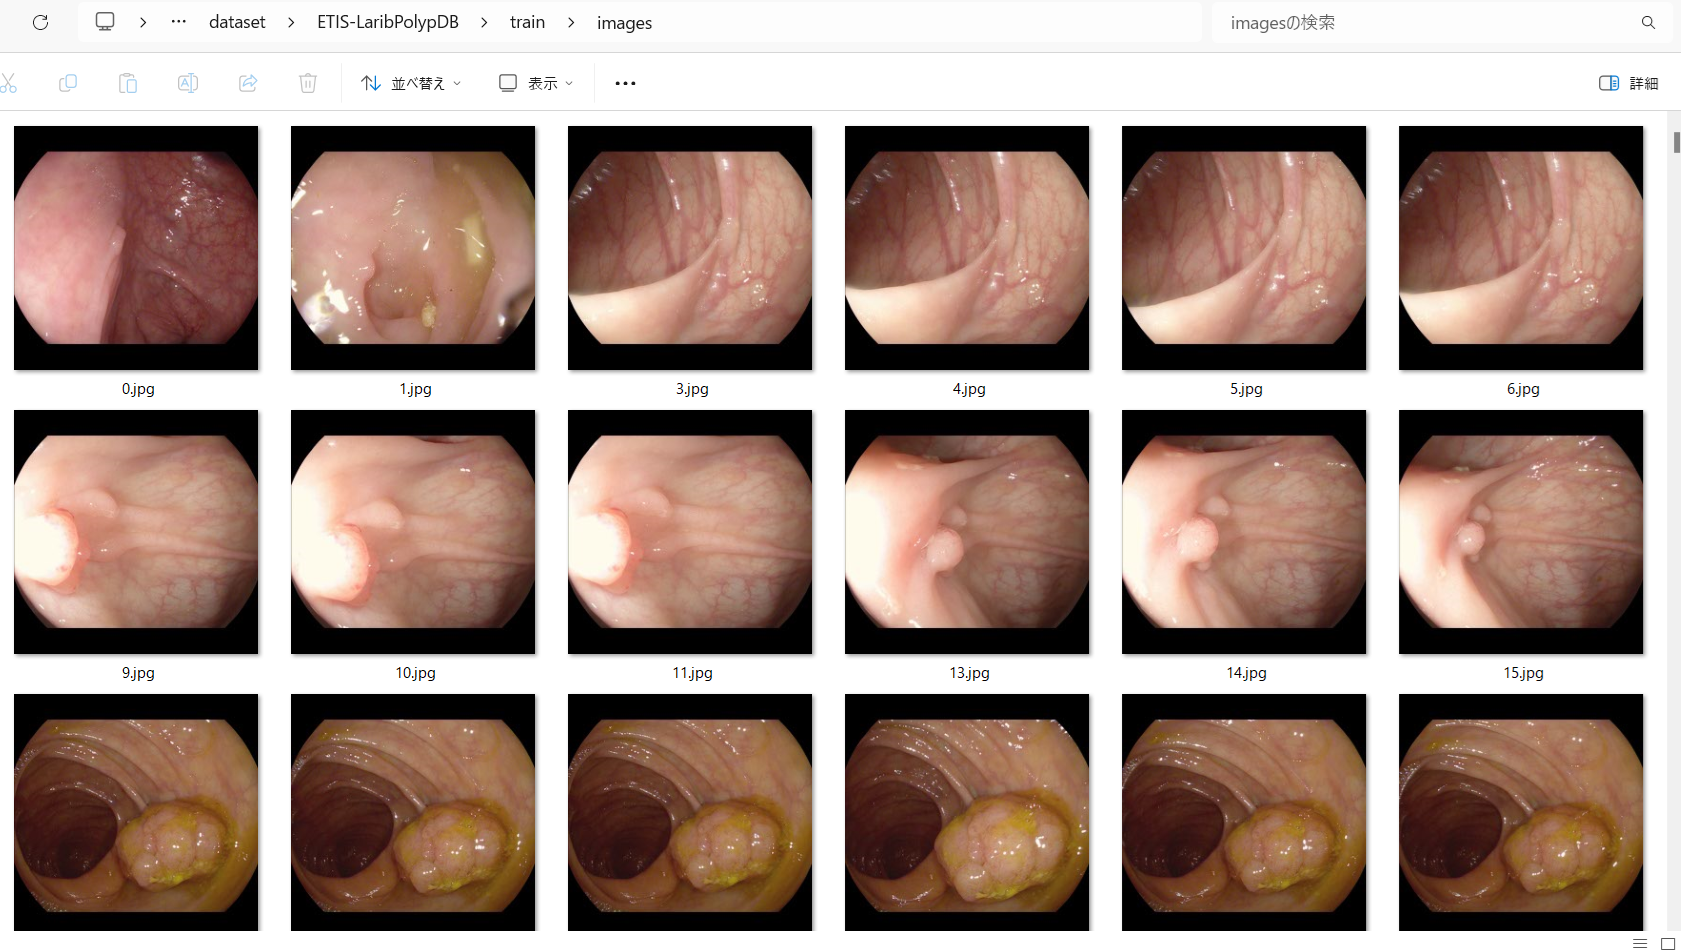 dataset > ETIS-LaribPolypDB > train > images
imagesの検索
並べ替え
表示
詳細
0.jpg
1.jpg
3.jpg
4.jpg
5.jpg
6.jpg
9.jpg
10.jpg
11.jpg
13.jpg
14.jpg
15.jpg